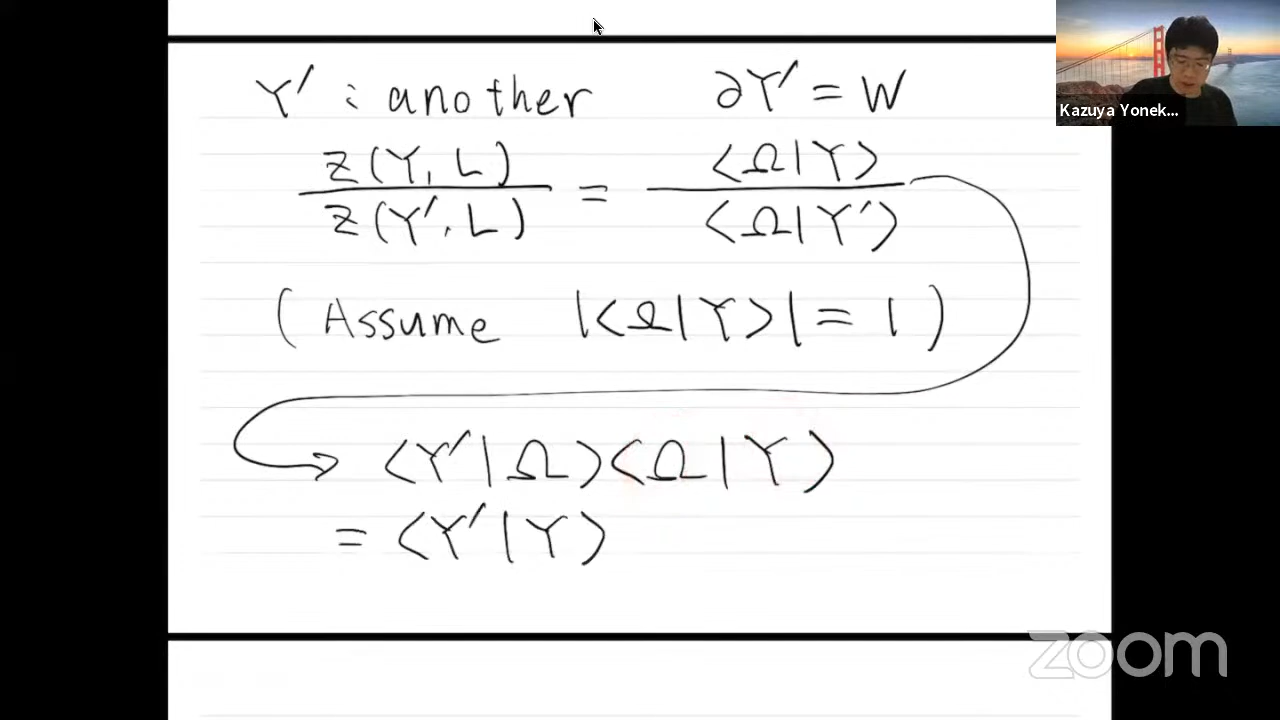 Y′ : another ∂Y′ = W
Z(Y, L) / Z(Y′, L) = ⟨Ω|Y⟩ / ⟨Ω|Y′⟩
( Assume |⟨Ω|Y⟩| = 1 )
→ ⟨Y′|Ω⟩⟨Ω|Y⟩
= ⟨Y′|Y⟩
Kazuya Yonek...
zoom